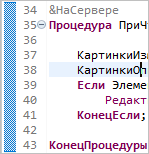 34 &НаСервере
35 Процедура ПриЧ
36
37 КартинкиИз
38 КартинкиОп
39 Если Элеме
40 Редакт
41 КонецЕсли;
42
43 КонецПроцедуры